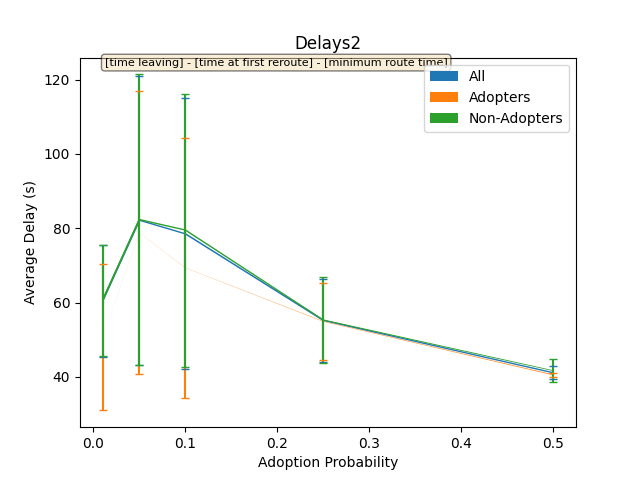 Delays2
[time leaving] - [time at first reroute] - [minimum route time]
All
Adopters
Non-Adopters
120
100
80
60
40
Average Delay (s)
0.0 0.1 0.2 0.3 0.4 0.5
Adoption Probability